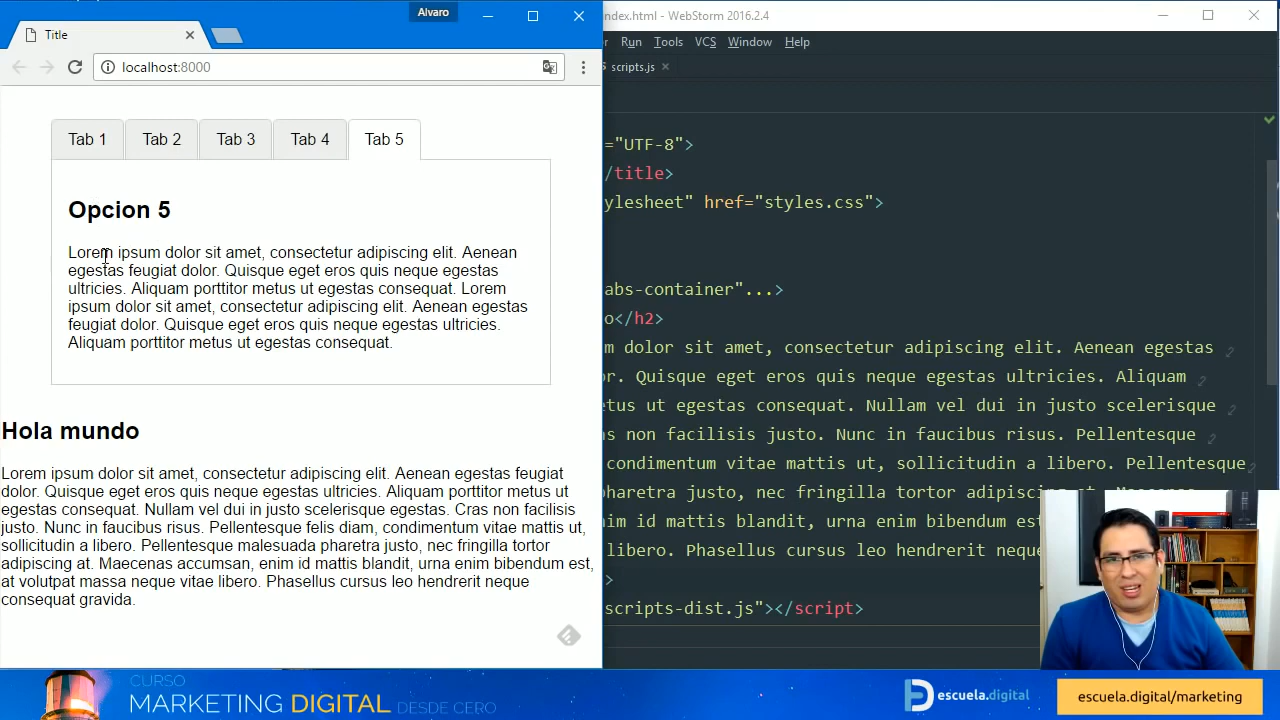 Alvaro
Title
localhost:8000
Tab 1
Tab 2
Tab 3
Tab 4
Tab 5
Opcion 5
Lorem ipsum dolor sit amet, consectetur adipiscing elit. Aenean
egestas feugiat dolor. Quisque eget eros quis neque egestas
ultricies. Aliquam porttitor metus ut egestas consequat. Lorem
ipsum dolor sit amet, consectetur adipiscing elit. Aenean egestas
feugiat dolor. Quisque eget eros quis neque egestas ultricies.
Aliquam porttitor metus ut egestas consequat.
Hola mundo
Lorem ipsum dolor sit amet, consectetur adipiscing elit. Aenean egestas feugiat
dolor. Quisque eget eros quis neque egestas ultricies. Aliquam porttitor metus ut
egestas consequat. Nullam vel dui in justo scelerisque egestas. Cras non facilisis
justo. Nunc in faucibus risus. Pellentesque felis diam, condimentum vitae mattis ut,
sollicitudin a libero. Pellentesque malesuada pharetra justo, nec fringilla tortor
adipiscing at. Maecenas accumsan, enim id mattis blandit, urna enim bibendum est,
at volutpat massa neque vitae libero. Phasellus cursus leo hendrerit neque
consequat gravida.
index.html - WebStorm 2016.2.4
r Run Tools VCS Window Help
scripts.js
="UTF-8">
/title>
ylesheet" href="styles.css">
abs-container"...>
o</h2>
m dolor sit amet, consectetur adipiscing elit. Aenean egestas
r. Quisque eget eros quis neque egestas ultricies. Aliquam
etus ut egestas consequat. Nullam vel dui in justo scelerisque
s non facilisis justo. Nunc in faucibus risus. Pellentesque
condimentum vitae mattis ut, sollicitudin a libero. Pellentesque
haretra justo, nec fringilla tortor adipiscing at.
im id mattis blandit, urna enim bibendum est
libero. Phasellus cursus leo hendrerit neque
>
scripts-dist.js"></script>
CURSO
MARKETING DIGITAL DESDE CERO
escuela.digital
escuela.digital/marketing